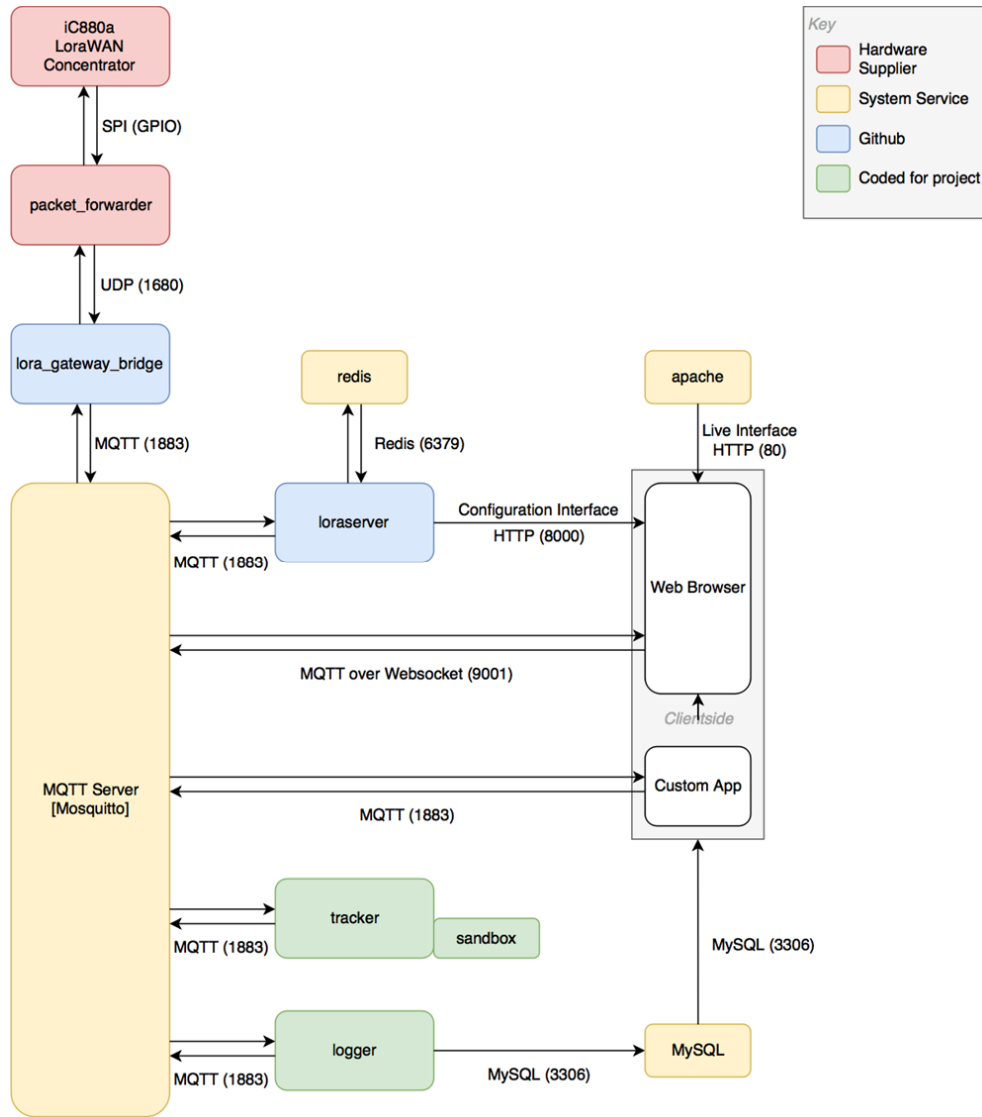 iC880a
LoraWAN
Concentrator
Key
Hardware
Supplier
System Service
Github
Coded for project
SPI (GPIO)
packet_forwarder
UDP (1680)
lora_gateway_bridge
redis
apache
MQTT (1883)
Redis (6379)
Live Interface
HTTP (80)
loraserver
Configuration Interface
HTTP (8000)
MQTT (1883)
Web Browser
MQTT over Websocket (9001)
Clientside
MQTT Server
[Mosquitto]
Custom App
MQTT (1883)
tracker
sandbox
MQTT (1883)
MySQL (3306)
logger
MySQL
MQTT (1883)
MySQL (3306)